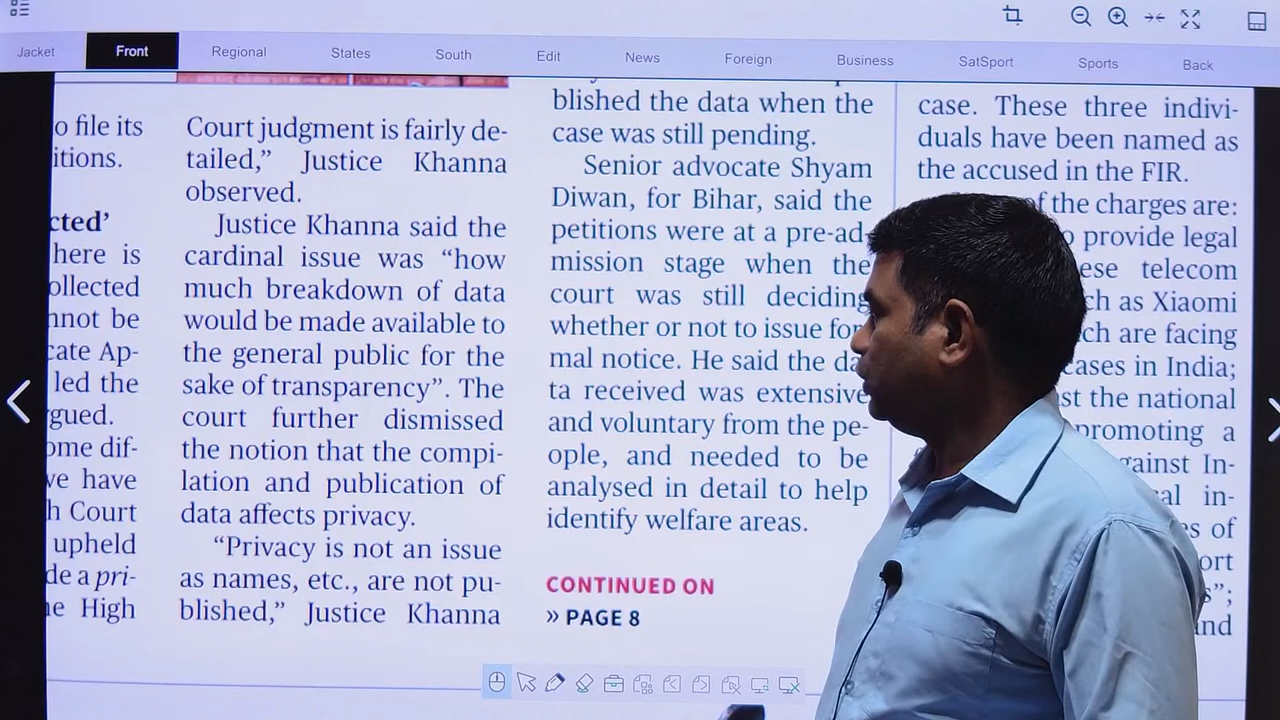 Jacket Front Regional States South Edit News Foreign Business SatSport Sports Back
o file its
itions.
cted’
here is
ollected
nnot be
cate Ap-
led the
gued.
ome dif-
ve have
h Court
upheld
de a pri-
e High
Court judgment is fairly de-
tailed,” Justice Khanna
observed.
Justice Khanna said the
cardinal issue was “how
much breakdown of data
would be made available to
the general public for the
sake of transparency”. The
court further dismissed
the notion that the compi-
lation and publication of
data affects privacy.
“Privacy is not an issue
as names, etc., are not pu-
blished,” Justice Khanna
blished the data when the
case was still pending.
Senior advocate Shyam
Diwan, for Bihar, said the
petitions were at a pre-ad-
mission stage when the
court was still deciding
whether or not to issue for
mal notice. He said the da
ta received was extensive
and voluntary from the pe-
ople, and needed to be
analysed in detail to help
identify welfare areas.
CONTINUED ON
» PAGE 8
case. These three indivi-
duals have been named as
the accused in the FIR.
of the charges are:
o provide legal
ese telecom
ch as Xiaomi
ch are facing
cases in India;
st the national
promoting a
gainst In-
al in-
es of
ort
s”;
and